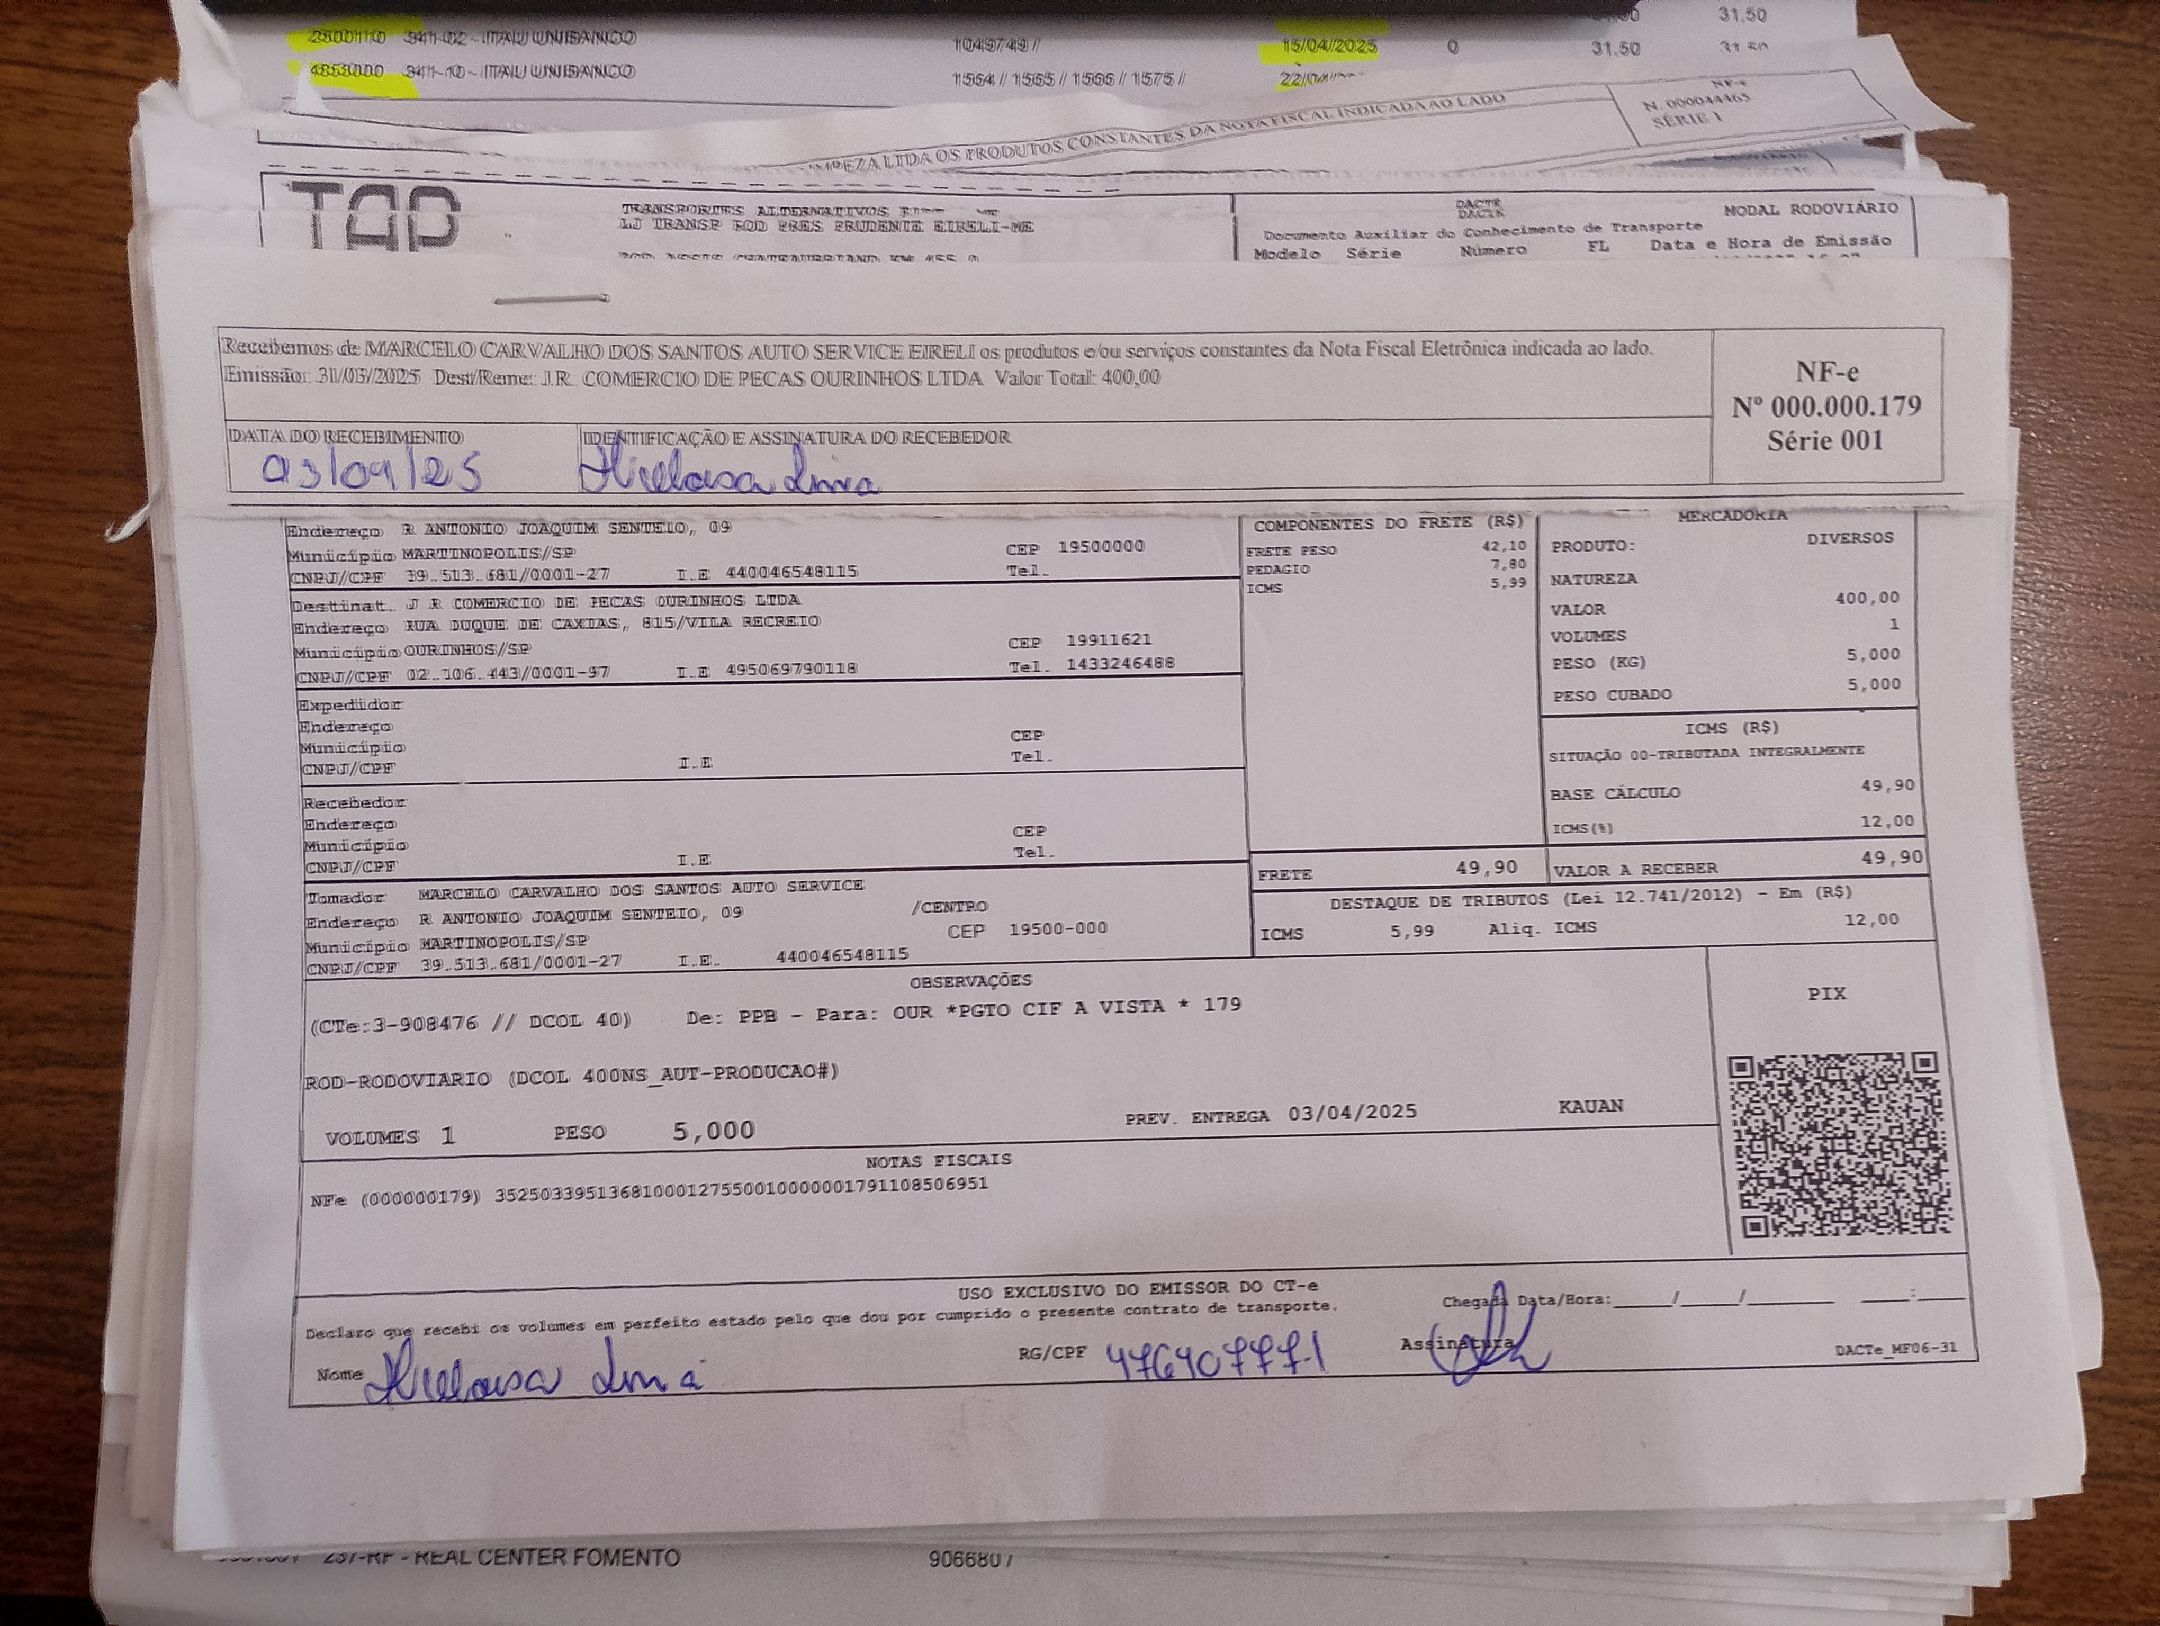 2500110 341-02 - ITAU UNIBANCO 1049749 // 15/04/2025 0 31,50 31,50
4853000 341-10 - ITAU UNIBANCO 1564 // 1565 // 1566 // 1575 //
LTDA OS PRODUTOS CONSTANTES DA NOTA FISCAL INDICADA AO LADO
NF-e
N. 000044465
SÉRIE 1
TRANSPORTES ALTERNATIVOS
LJ TRANSP ROD PRES PRUDENTE EIRELI-ME
DACTE
DACTE
MODAL RODOVIÁRIO
Documento Auxiliar do Conhecimento de Transporte
Modelo Série Número FL Data e Hora de Emissão
Recebemos de MARCELO CARVALHO DOS SANTOS AUTO SERVICE EIRELI os produtos e/ou serviços constantes da Nota Fiscal Eletrônica indicada ao lado.
Emissão: 31/03/2025 Dest/Reme: J.R. COMERCIO DE PECAS OURINHOS LTDA Valor Total: 400,00
NF-e
Nº 000.000.179
Série 001
DATA DO RECEBIMENTO
IDENTIFICAÇÃO E ASSINATURA DO RECEBEDOR
03/04/25
Lima
Endereço R ANTONIO JOAQUIM SENTEIO, 09
Município MARTINOPOLIS/SP CEP 19500000
CNPJ/CPF 39.513.681/0001-27 I.E 440046548115 Tel.
Destinat. J R COMERCIO DE PECAS OURINHOS LTDA
Endereço RUA DUQUE DE CAXIAS, 815/VILA RECREIO
Município OURINHOS/SP CEP 19911621
CNPJ/CPF 02.106.443/0001-97 I.E 495069790118 Tel. 1433246488
Expedidor
Endereço
Município CEP
CNPJ/CPF I.E Tel.
Recebedor
Endereço
Município CEP
CNPJ/CPF I.E Tel.
Tomador MARCELO CARVALHO DOS SANTOS AUTO SERVICE
Endereço R ANTONIO JOAQUIM SENTEIO, 09 /CENTRO
Município MARTINOPOLIS/SP CEP 19500-000
CNPJ/CPF 39.513.681/0001-27 I.E. 440046548115
COMPONENTES DO FRETE (R$)
FRETE PESO 42,10
PEDAGIO 7,80
ICMS 5,99
MERCADORIA
PRODUTO: DIVERSOS
NATUREZA
VALOR 400,00
VOLUMES 1
PESO (KG) 5,000
PESO CUBADO 5,000
ICMS (R$)
SITUAÇÃO 00-TRIBUTADA INTEGRALMENTE
BASE CÁLCULO 49,90
ICMS(%) 12,00
FRETE 49,90 VALOR A RECEBER 49,90
DESTAQUE DE TRIBUTOS (Lei 12.741/2012) - Em (R$)
ICMS 5,99 Aliq. ICMS 12,00
OBSERVAÇÕES
(CTe:3-908476 // DCOL 40) De: PPB - Para: OUR *PGTO CIF A VISTA * 179
ROD-RODOVIARIO (DCOL 400NS_AUT-PRODUCAO#)
VOLUMES 1 PESO 5,000 PREV. ENTREGA 03/04/2025 KAUAN
PIX
NOTAS FISCAIS
NFe (000000179) 35250339513681000127550010000001791108506951
USO EXCLUSIVO DO EMISSOR DO CT-e
Declaro que recebi os volumes em perfeito estado pelo que dou por cumprido o presente contrato de transporte.
Chegada Data/Hora:_____/_____/_______ ____:____
Nome Lima RG/CPF 476407771 Assinatura
DACTe_MF06-31
237-RF - REAL CENTER FOMENTO 906680 /